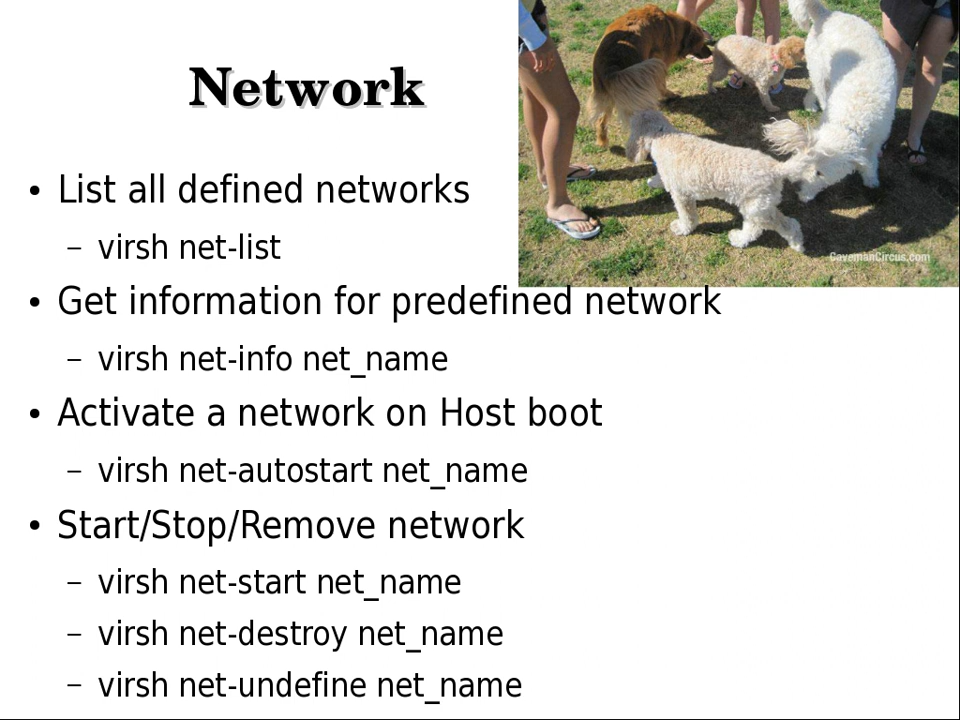 Network
CavemanCircus.com
• List all defined networks
– virsh net-list
• Get information for predefined network
– virsh net-info net_name
• Activate a network on Host boot
– virsh net-autostart net_name
• Start/Stop/Remove network
– virsh net-start net_name
– virsh net-destroy net_name
– virsh net-undefine net_name